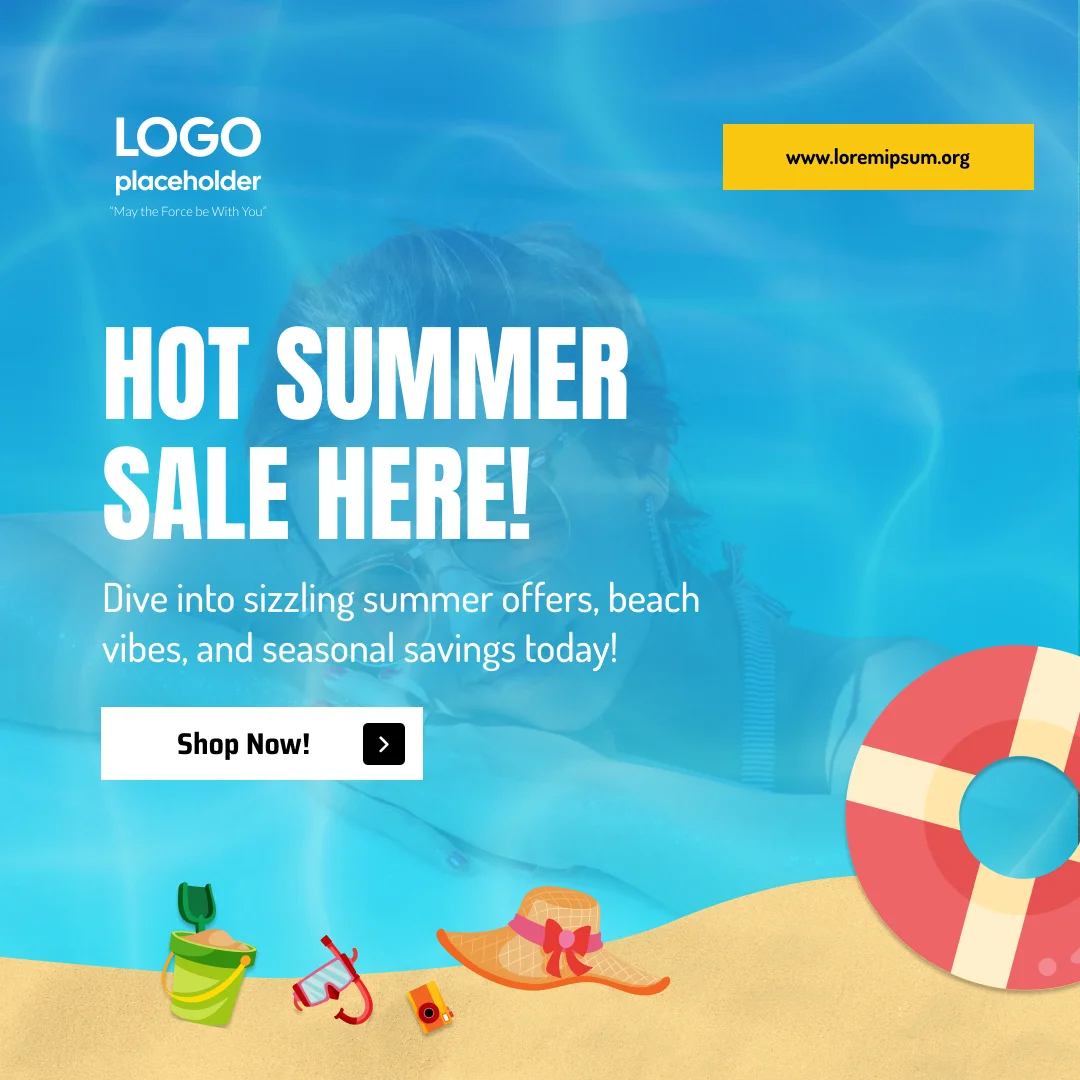 LOGO
placeholder
"May the Force be With You"
www.loremipsum.org
HOT SUMMER
SALE HERE!
Dive into sizzling summer offers, beach
vibes, and seasonal savings today!
Shop Now!